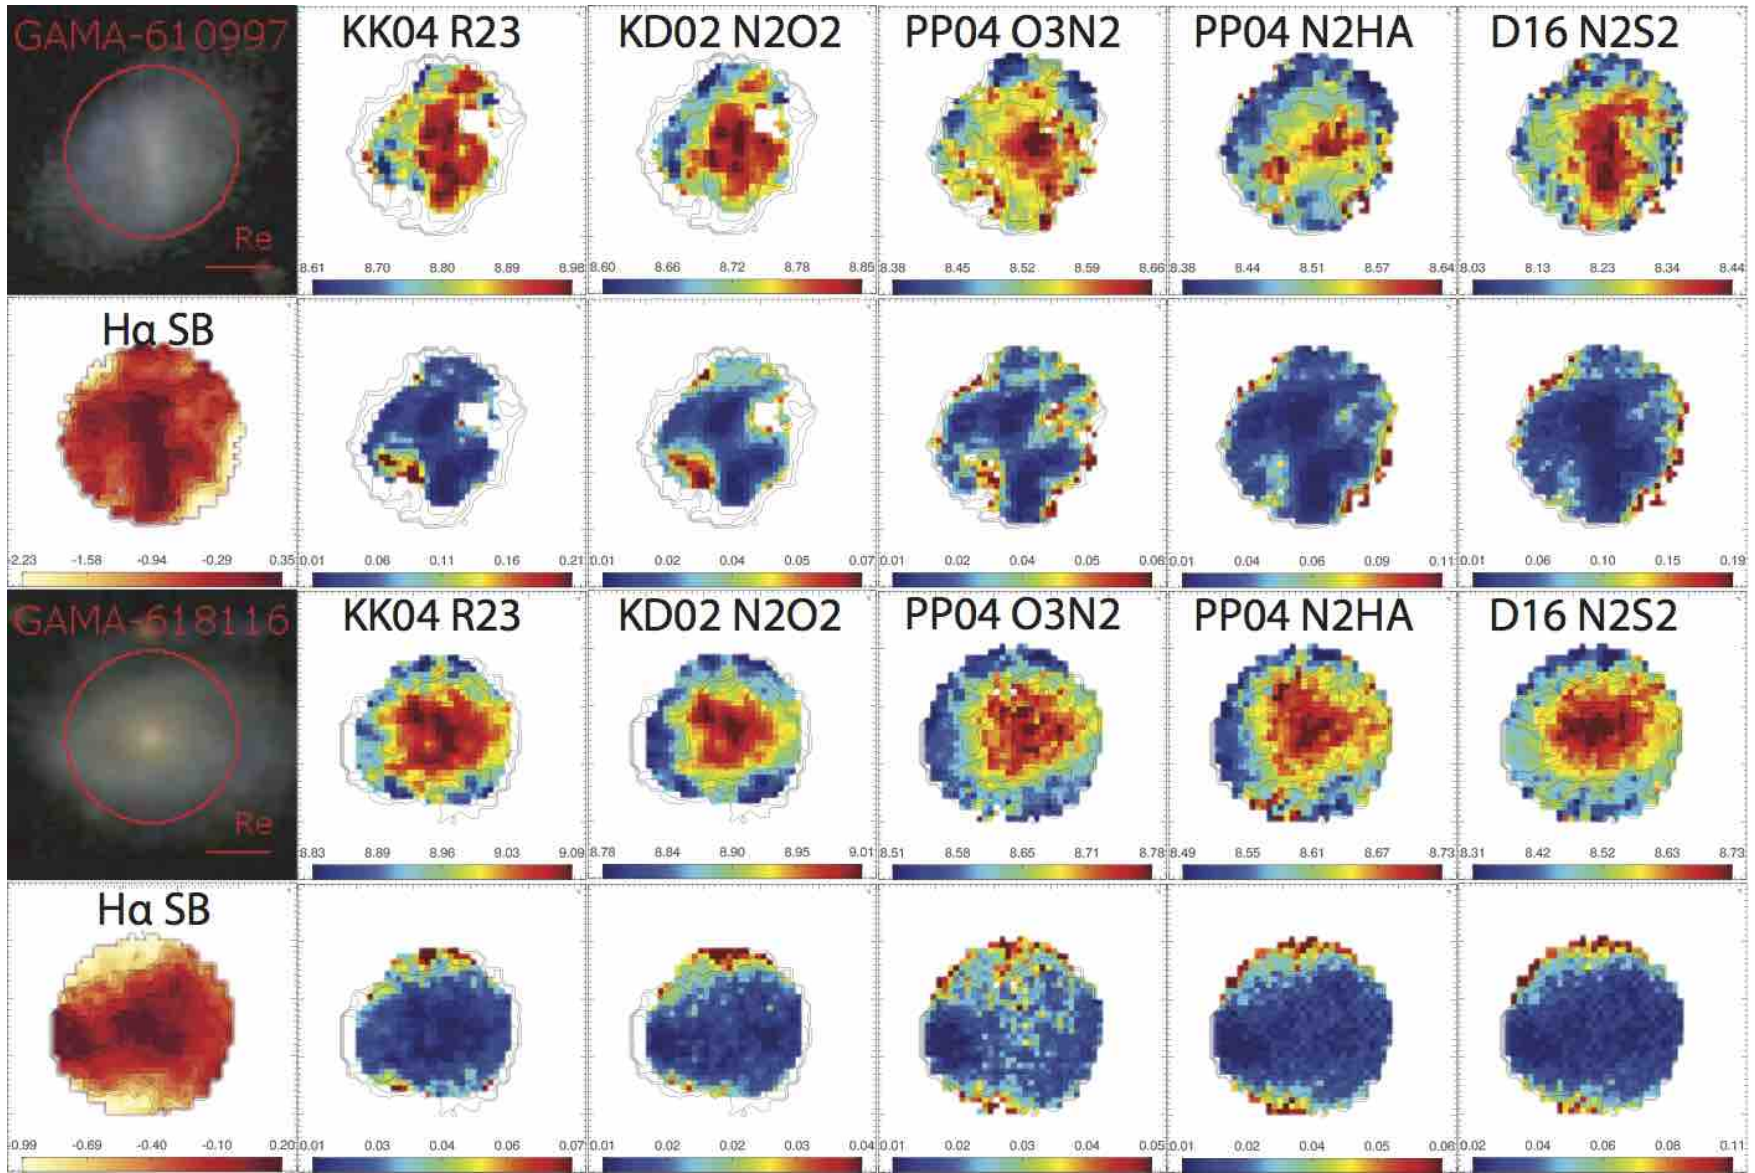 GAMA-610997 KK04 R23 KD02 N2O2 PP04 O3N2 PP04 N2HA D16 N2S2
Re
8.61 8.70 8.80 8.89 8.98 8.60 8.66 8.72 8.78 8.85 8.38 8.45 8.52 8.59 8.66 8.38 8.44 8.51 8.57 8.64 8.03 8.13 8.23 8.34 8.44
Hα SB
-2.23 -1.58 -0.94 -0.29 0.35 0.01 0.06 0.11 0.16 0.21 0.01 0.02 0.04 0.05 0.07 0.01 0.02 0.04 0.05 0.06 0.01 0.04 0.06 0.09 0.11 0.01 0.06 0.10 0.15 0.19
GAMA-618116 KK04 R23 KD02 N2O2 PP04 O3N2 PP04 N2HA D16 N2S2
Re
8.83 8.89 8.96 9.03 9.09 8.78 8.84 8.90 8.95 9.01 8.51 8.58 8.65 8.71 8.78 8.49 8.55 8.61 8.67 8.73 8.31 8.42 8.52 8.63 8.73
Hα SB
-0.99 -0.69 -0.40 -0.10 0.20 0.01 0.03 0.04 0.06 0.07 0.01 0.02 0.02 0.03 0.04 0.01 0.02 0.03 0.04 0.05 0.01 0.02 0.04 0.05 0.06 0.02 0.04 0.06 0.08 0.11